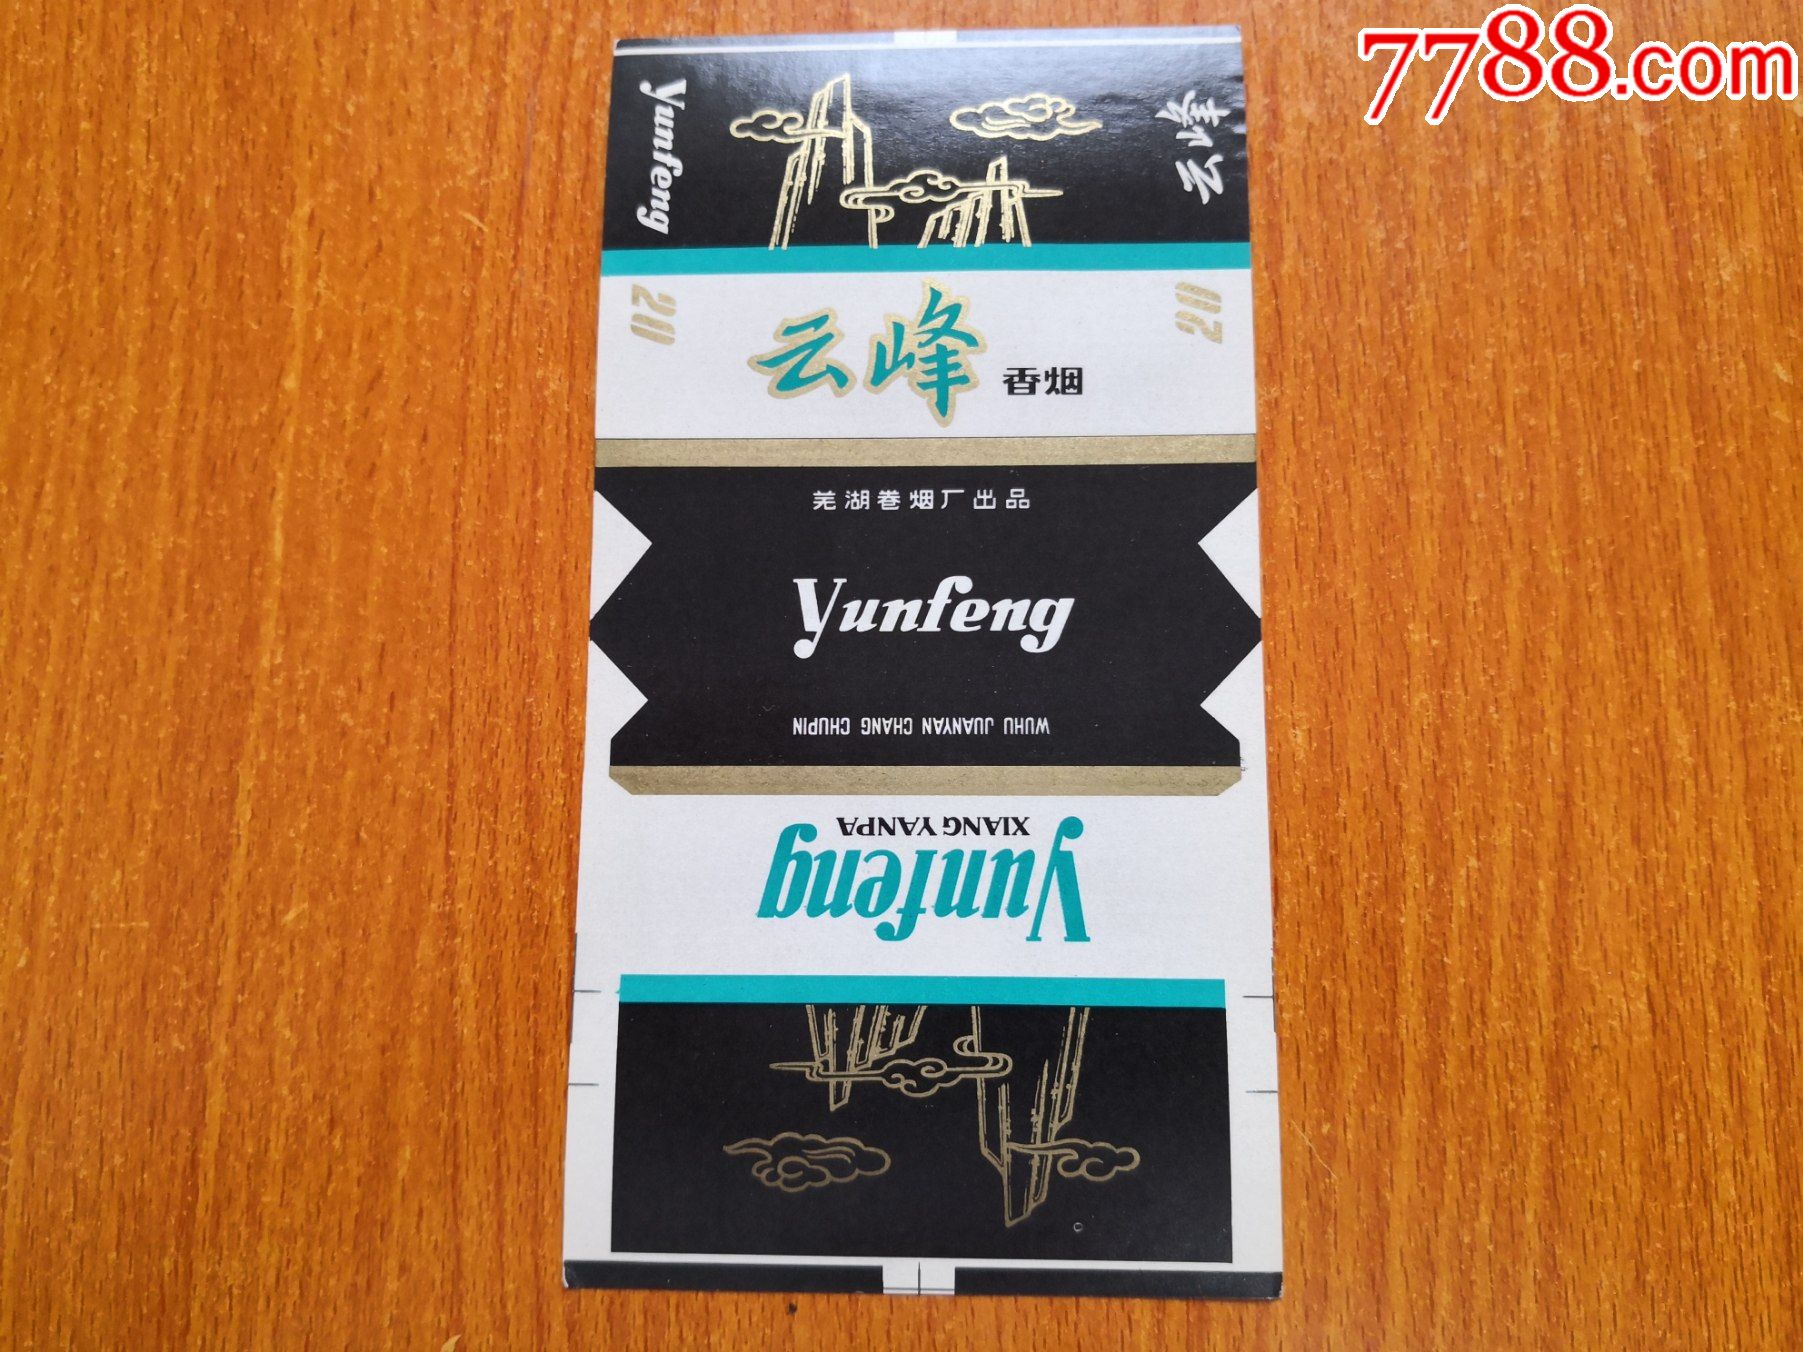 7788.com
Yunfeng
云峰
20
20
云峰 香烟
芜湖卷烟厂出品
Yunfeng
WUHU JUANYAN CHANG CHUPIN
Yunfeng
XIANG YANPA